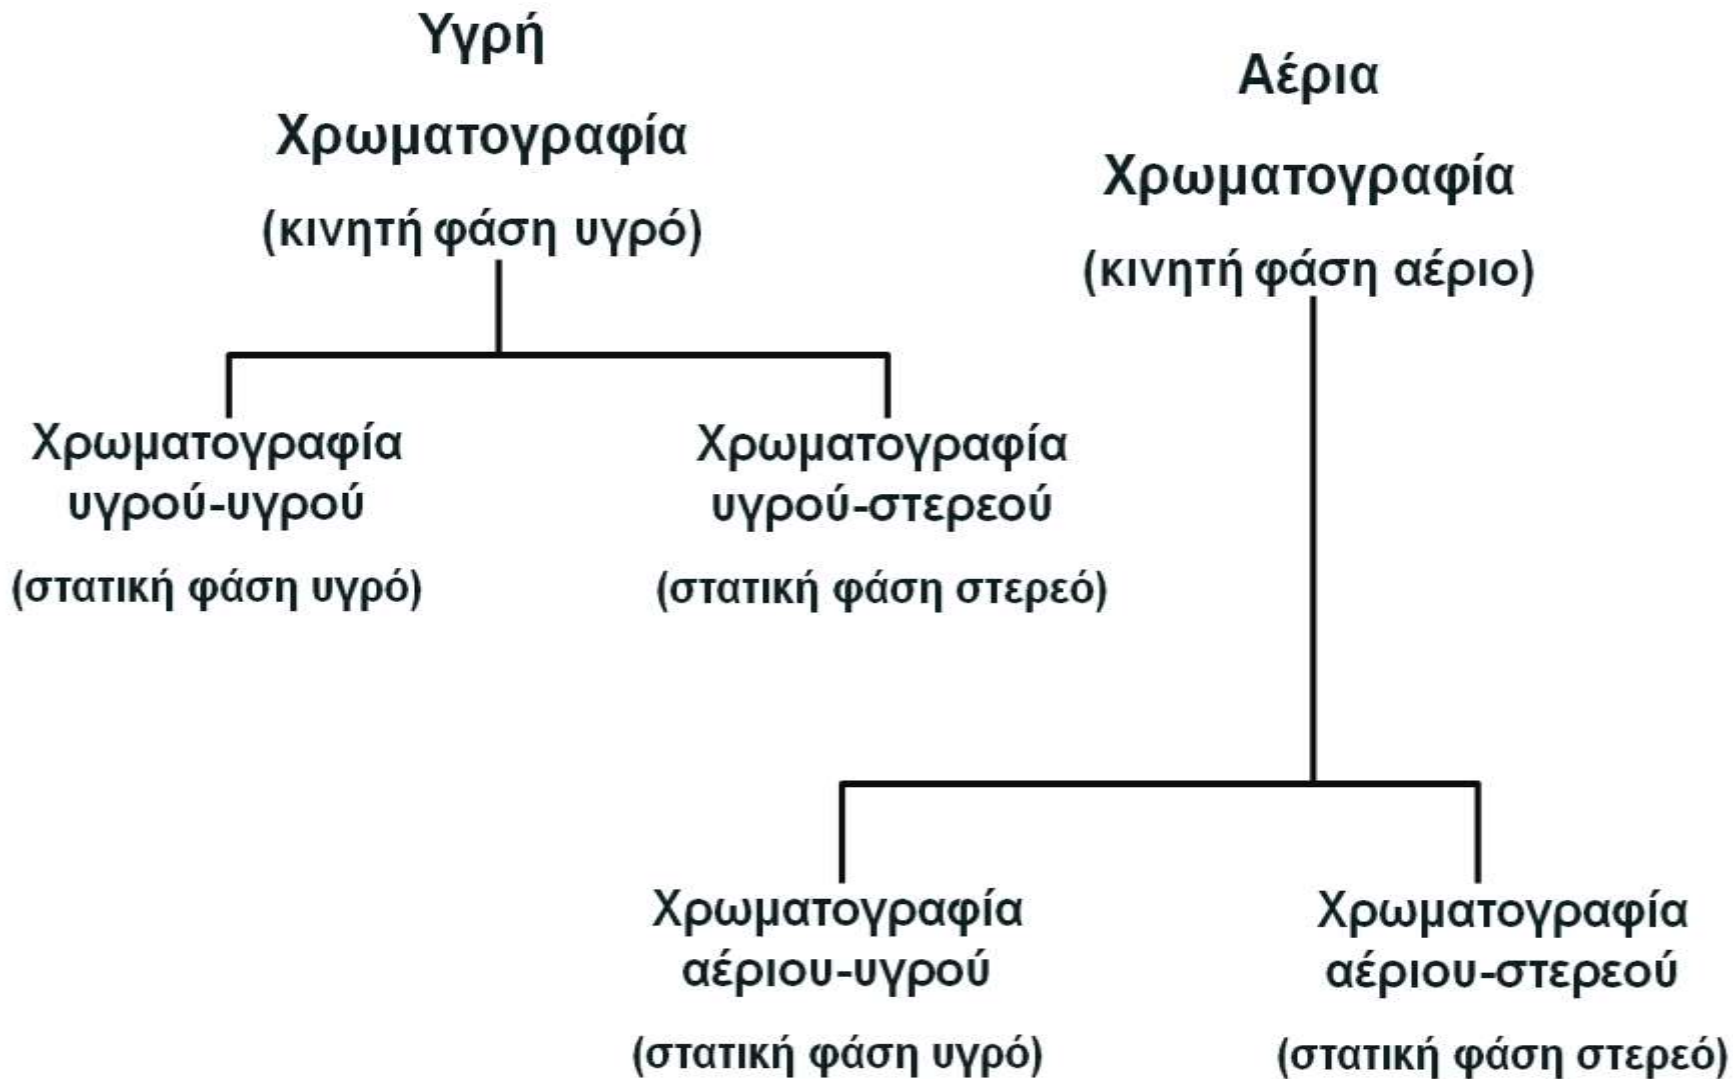 Υγρή
Χρωματογραφία
(κινητή φάση υγρό)
Αέρια
Χρωματογραφία
(κινητή φάση αέριο)
Χρωματογραφία
υγρού-υγρού
(στατική φάση υγρό)
Χρωματογραφία
υγρού-στερεού
(στατική φάση στερεό)
Χρωματογραφία
αέριου-υγρού
(στατική φάση υγρό)
Χρωματογραφία
αέριου-στερεού
(στατική φάση στερεό)